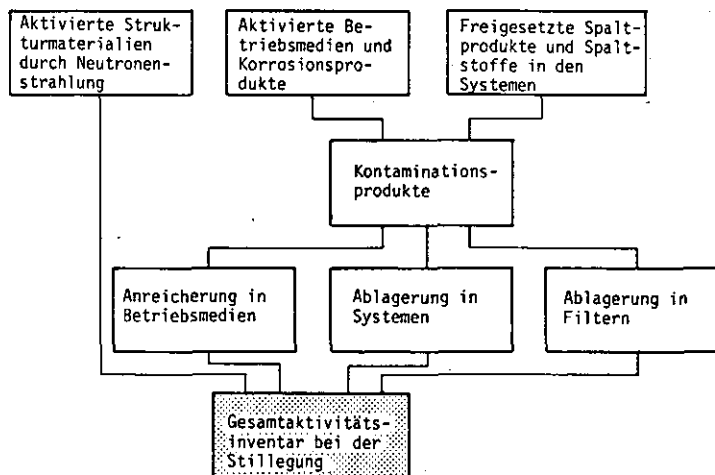 Aktivierte Struk-
turmaterialien
durch Neutronen-
strahlung
Aktivierte Be-
triebsmedien und
Korrosionspro-
dukte
Freigesetzte Spalt-
produkte und Spalt-
stoffe in den
Systemen
Kontaminations-
produkte
Anreicherung in
Betriebsmedien
Ablagerung in
Systemen
Ablagerung in
Filtern
Gesamtaktivitäts-
inventar bei der
Stillegung